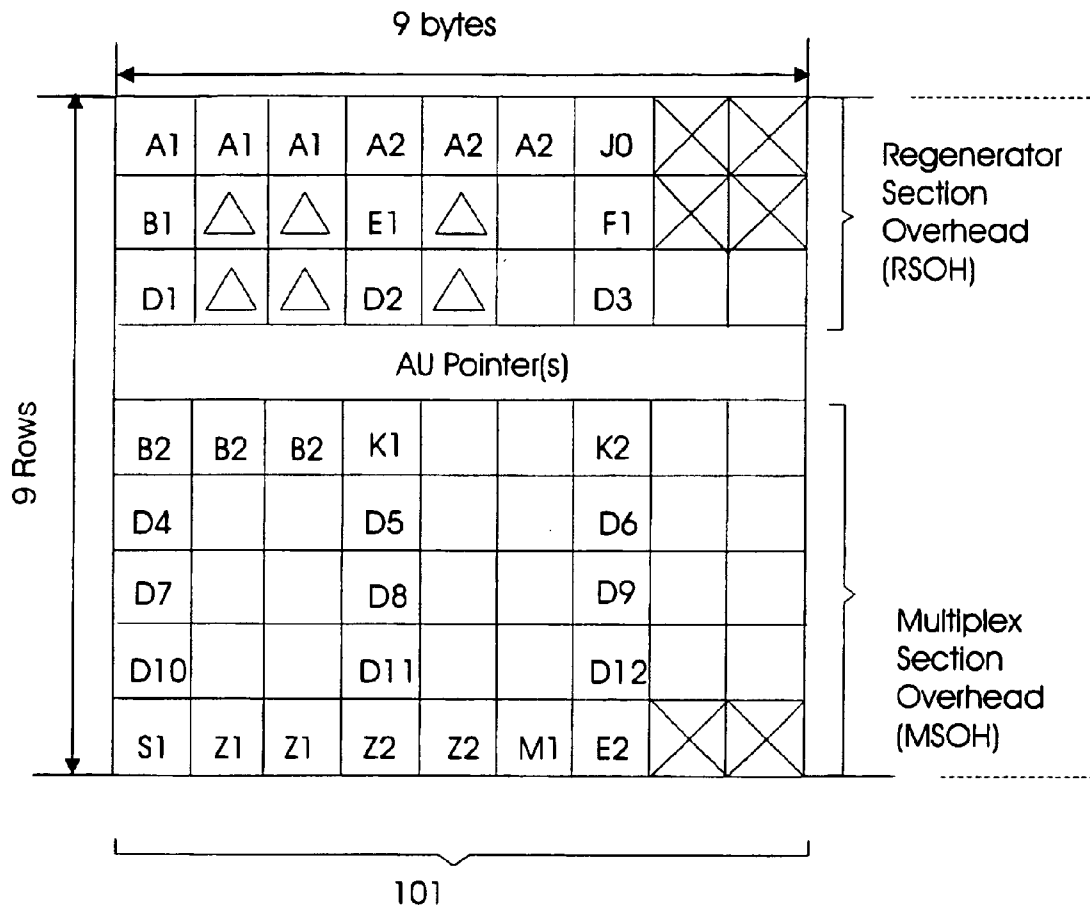 9 bytes
A1 A1 A1 A2 A2 A2 J0
B1 E1 F1
D1 D2 D3
Regenerator
Section
Overhead
(RSOH)
AU Pointer(s)
9 Rows
B2 B2 B2 K1 K2
D4 D5 D6
D7 D8 D9
D10 D11 D12
S1 Z1 Z1 Z2 Z2 M1 E2
Multiplex
Section
Overhead
(MSOH)
101